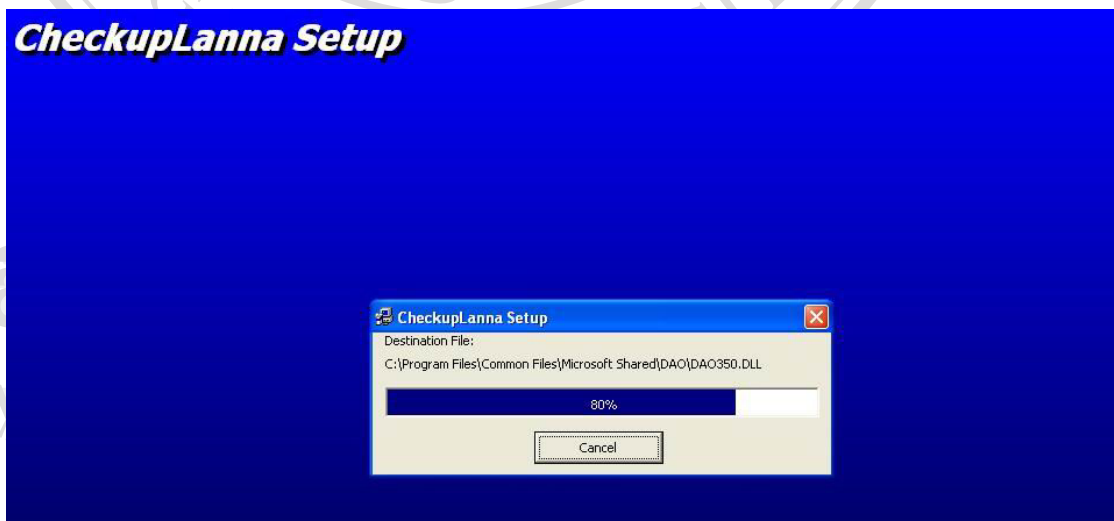 CheckupLanna Setup
CheckupLanna Setup
Destination File:
C:\Program Files\Common Files\Microsoft Shared\DAO\DAO350.DLL
80%
Cancel